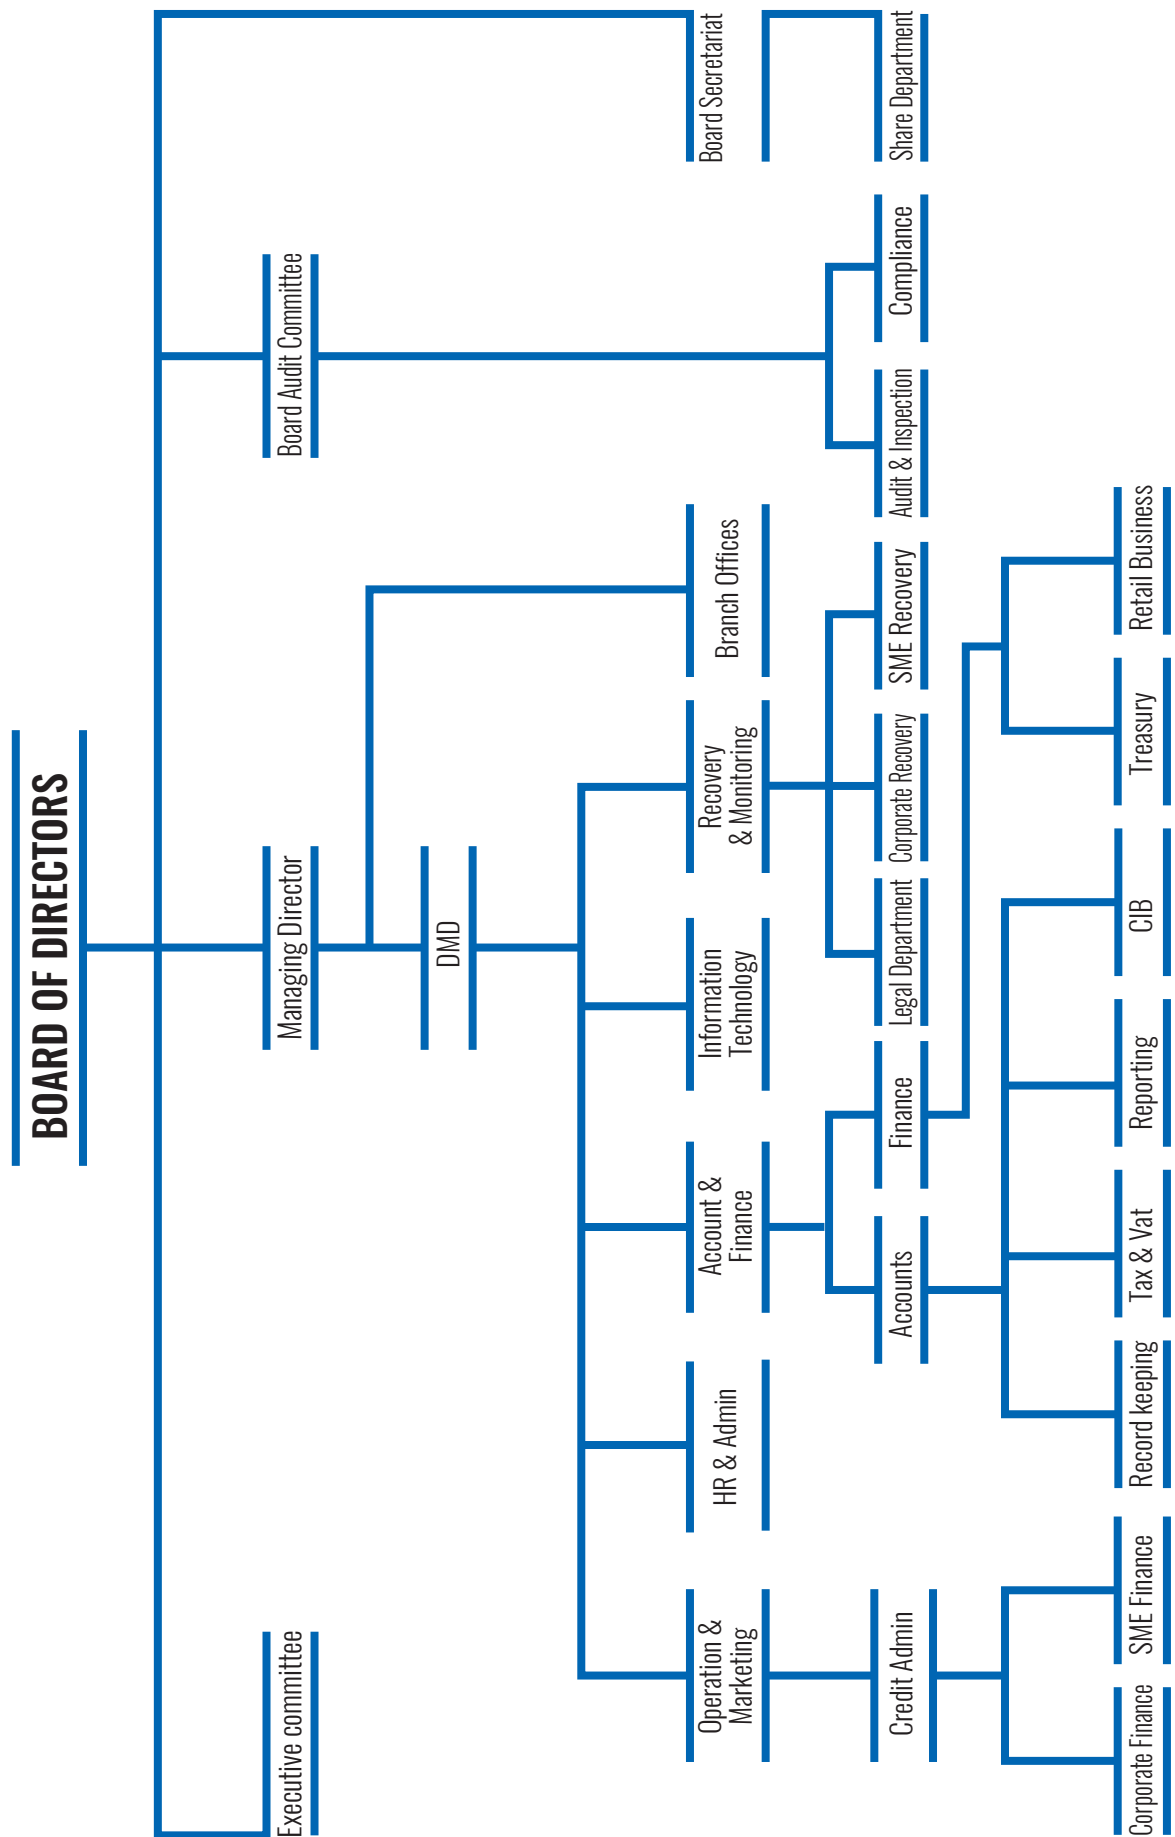 BOARD OF DIRECTORS
Executive committee
Managing Director
Board Audit Committee
DMD
Operation &
Marketing
HR & Admin
Account &
Finance
Information
Technology
Recovery
& Monitoring
Branch Offices
Board Secretariat
Credit Admin
Accounts
Finance
Legal Department
Corporate Recovery
SME Recovery
Audit & Inspection
Compliance
Share Department
Corporate Finance
SME Finance
Record keeping
Tax & Vat
Reporting
CIB
Treasury
Retail Business